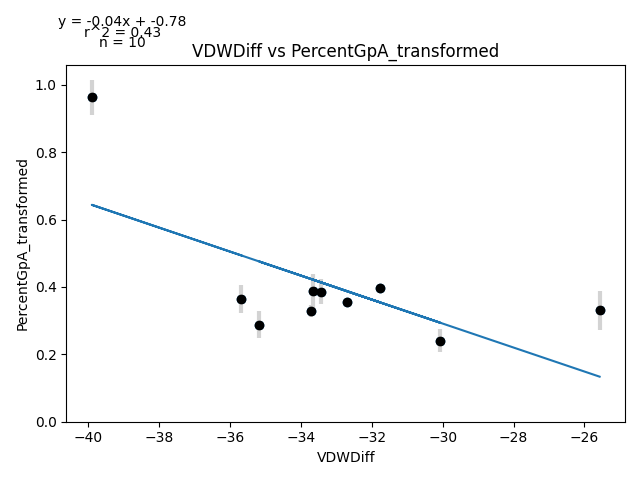 y = -0.04x + -0.78
r^2 = 0.43
n = 10
VDWDiff vs PercentGpA_transformed
PercentGpA_transformed
1.0
0.8
0.6
0.4
0.2
0.0
−40 −38 −36 −34 −32 −30 −28 −26
VDWDiff